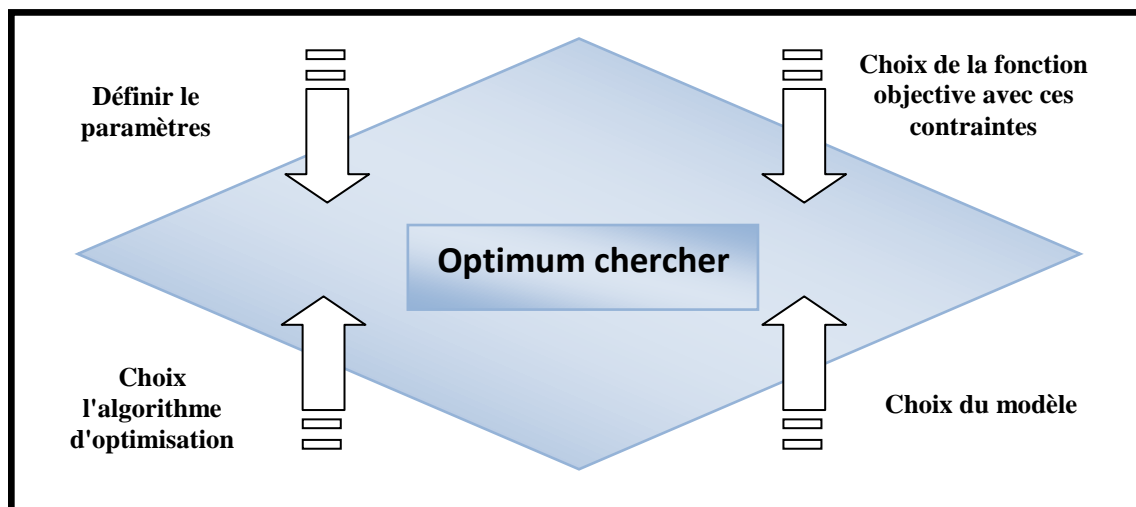 Définir le
paramètres
Choix de la fonction
objective avec ces
contraintes
Optimum chercher
Choix
l'algorithme
d'optimisation
Choix du modèle